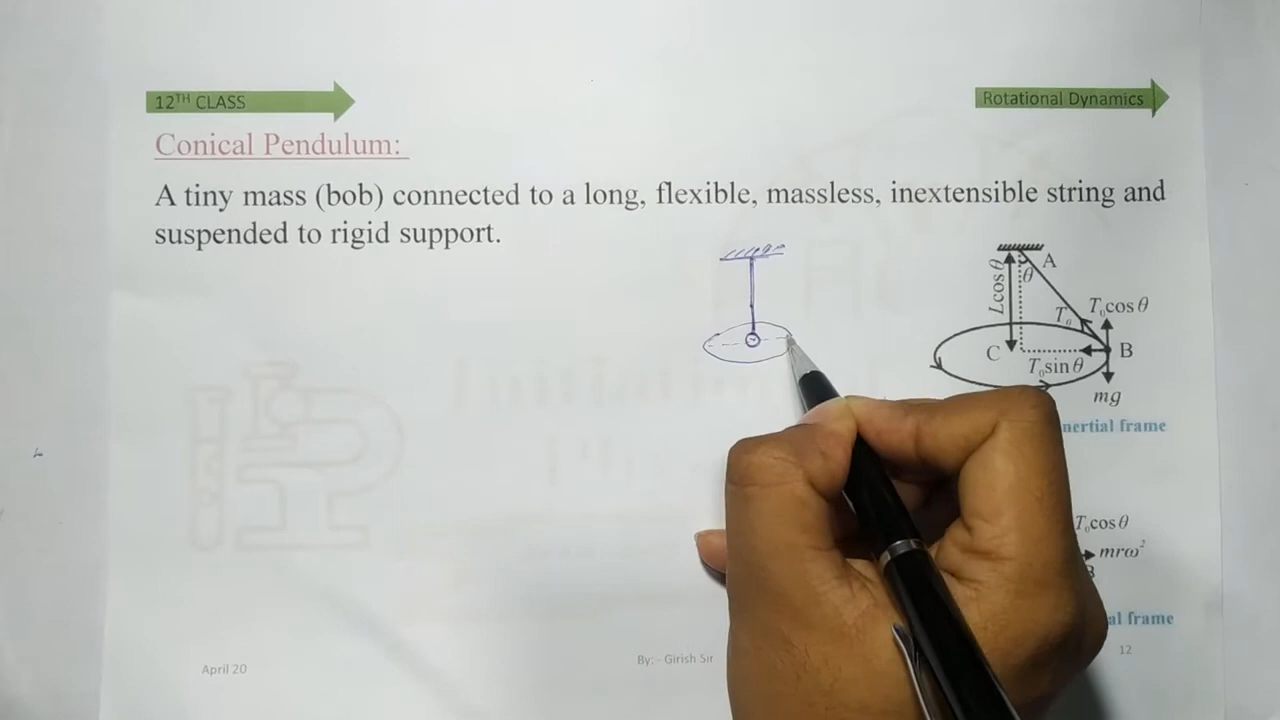 12TH CLASS
Rotational Dynamics
Conical Pendulum:
A tiny mass (bob) connected to a long, flexible, massless, inextensible string and
suspended to rigid support.
A
θ
Lcosθ
T₀cosθ
T₀
C
B
T₀sinθ
mg
nertial frame
T₀cosθ
mrω²
al frame
April 20
By:- Girish Sir
12